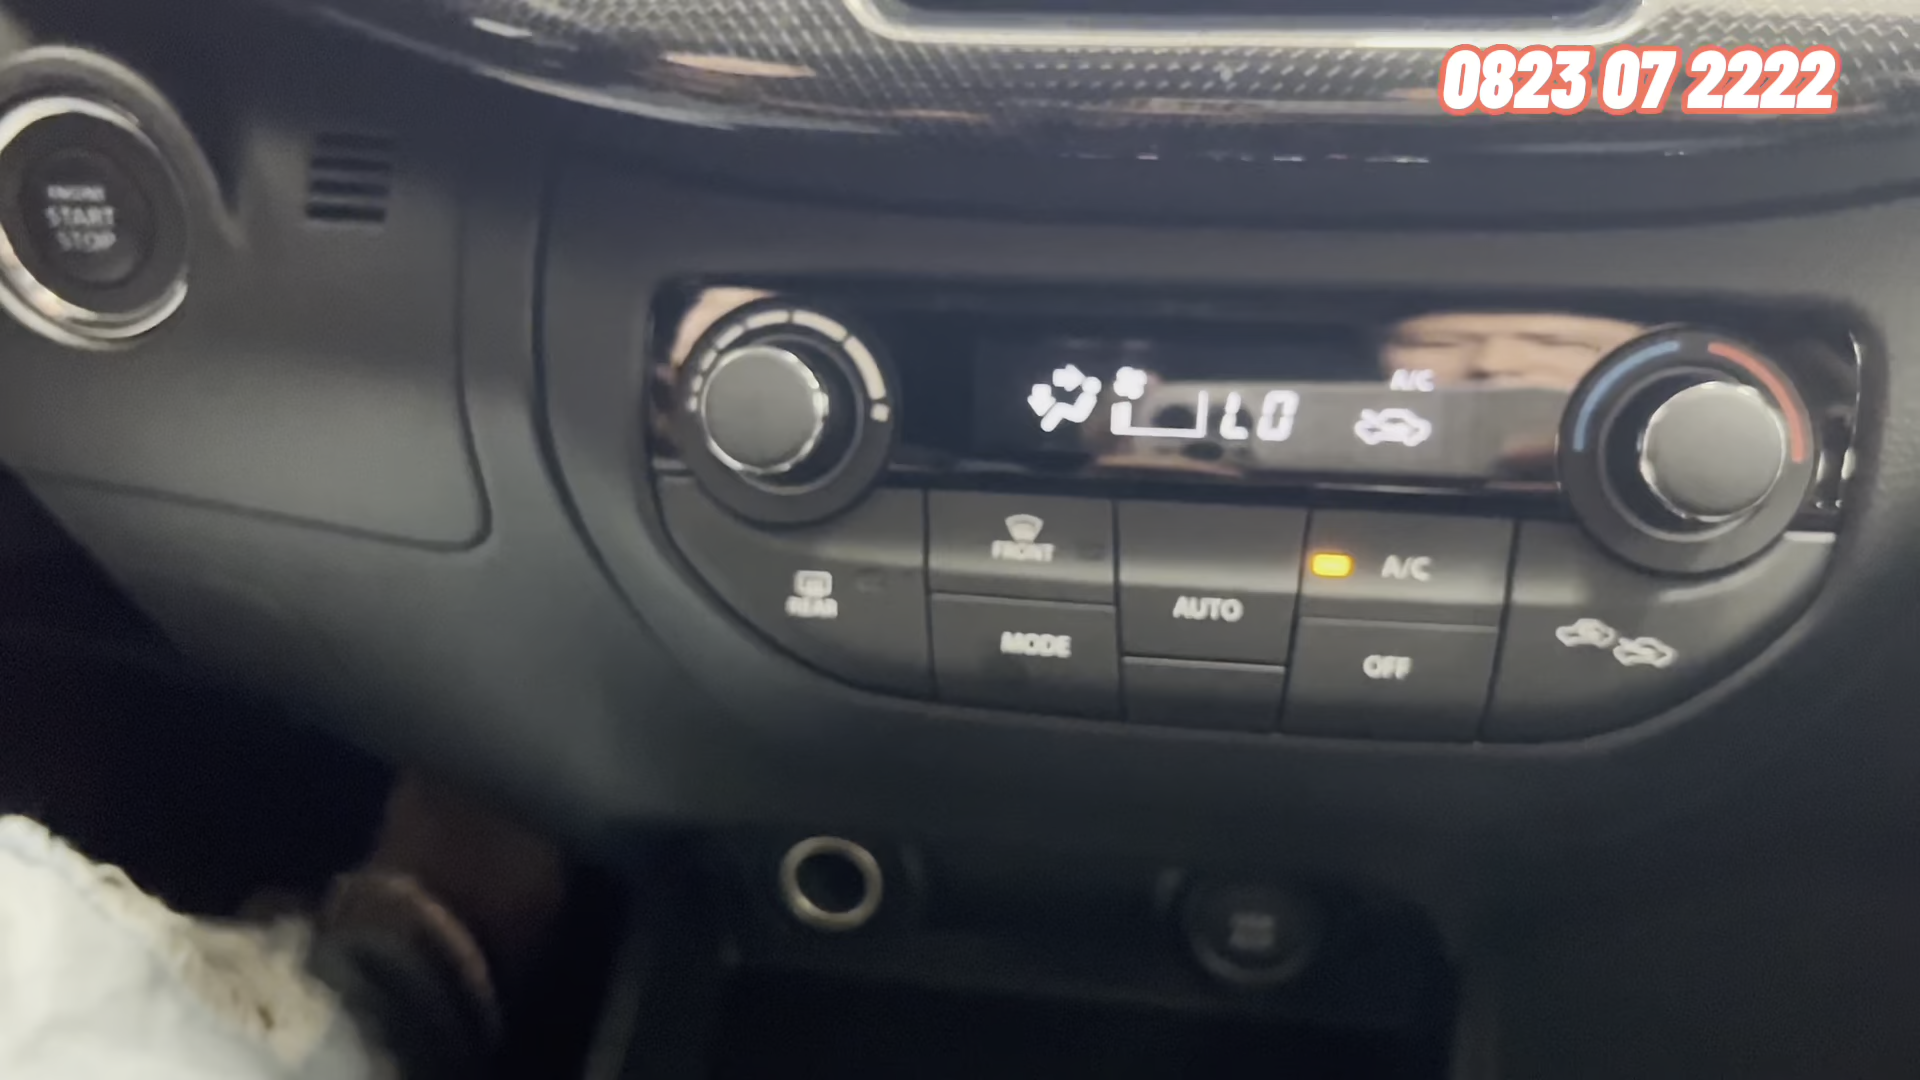 0823 07 2222
ENGINE
START
STOP
A/C
LO
FRONT
A/C
REAR
AUTO
MODE
OFF